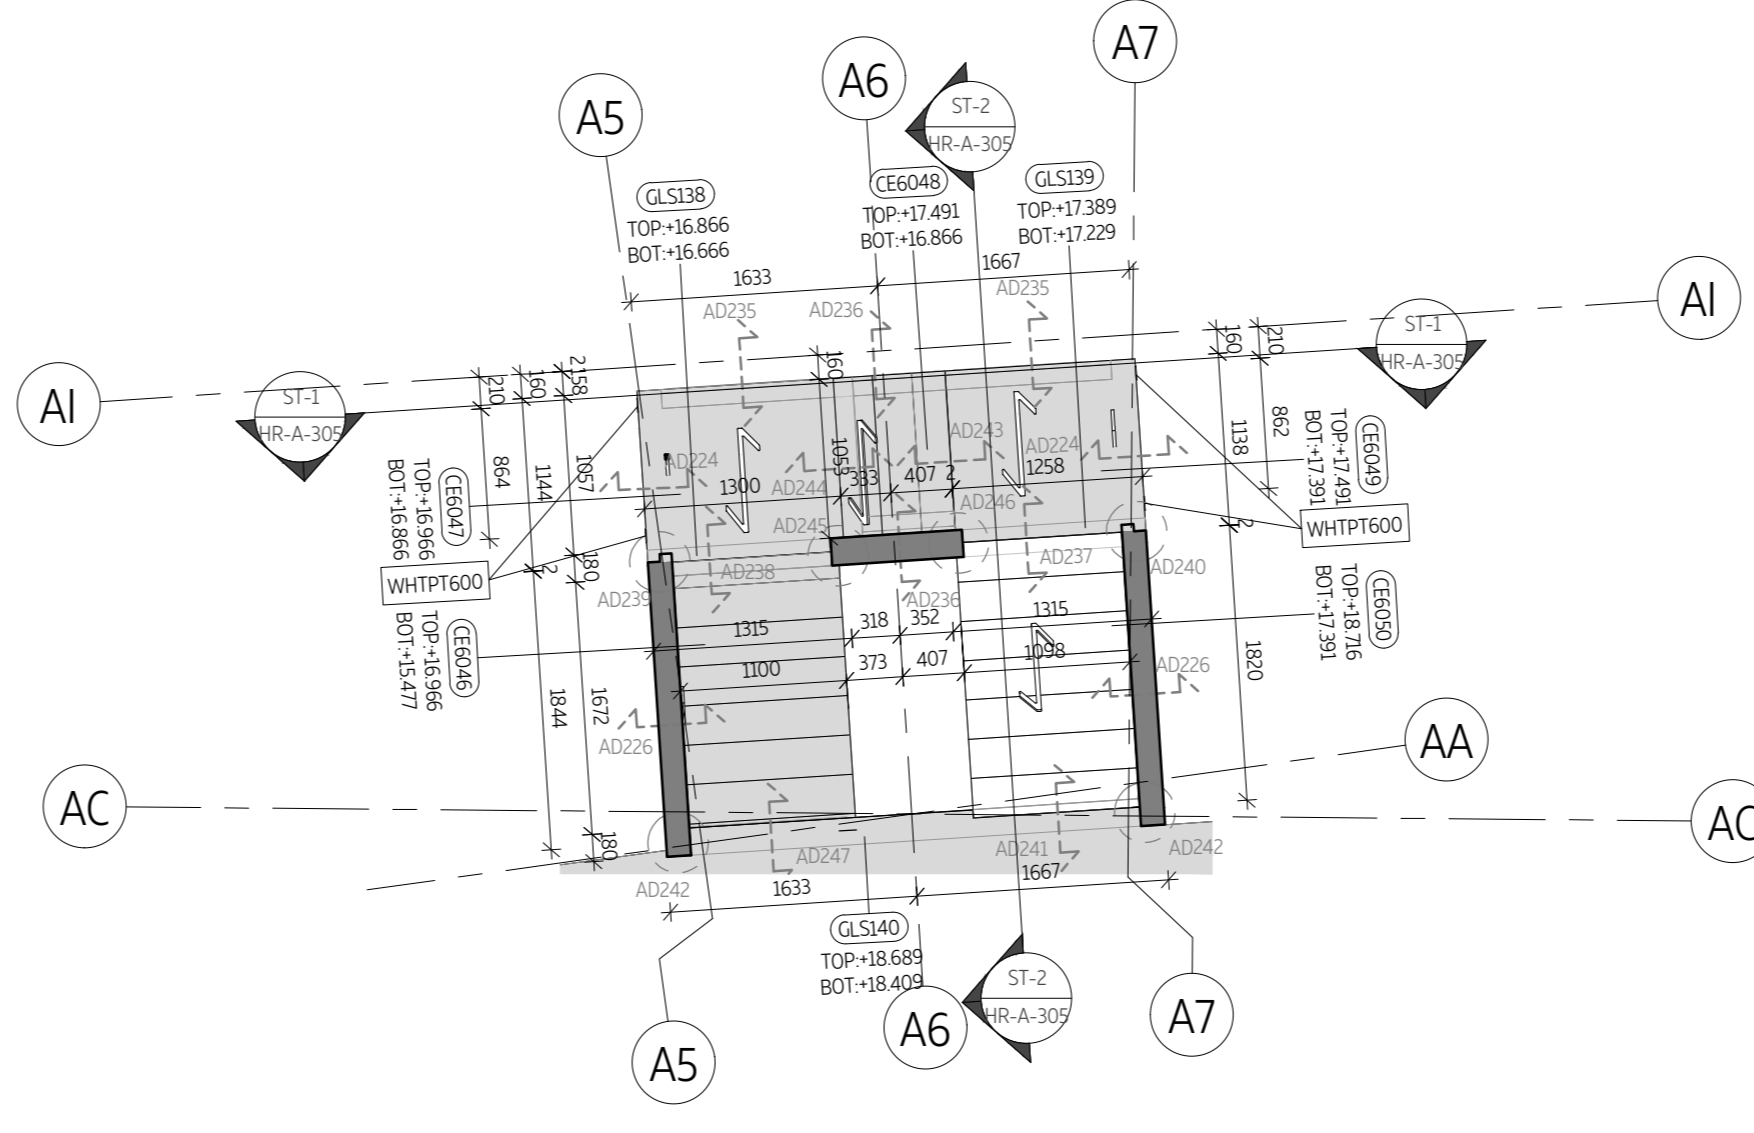 A7
A6
A5
ST-2
HR-A-305
GLS138
TOP:+16.866
BOT:+16.666
CE6048
TOP:+17.491
BOT:+16.866
GLS139
TOP:+17.389
BOT:+17.229
1633
1667
AD235
AD236
AD235
AI
ST-1
HR-A-305
160
210
AI
ST-1
HR-A-305
210
160
2158
160
864
1144
1057
1138
862
CE6047
TOP:+16.966
BOT:+16.866
CE6049
TOP:+17.491
BOT:+17.391
AD224
AD243
AD224
1300
AD244
333
407
2
1258
AD245
AD246
WHTPT600
WHTPT600
2
180
2
AD238
AD237
AD240
AD239
AD236
CE6046
TOP:+16.966
BOT:+15.477
CE6050
TOP:+18.716
BOT:+17.391
1315
318
352
1315
1100
373
407
1098
AD226
AD226
1844
1672
1820
AA
AC
180
AD247
AD241
AD242
AD242
1633
1667
GLS140
TOP:+18.689
BOT:+18.409
ST-2
HR-A-305
A5
A6
A7